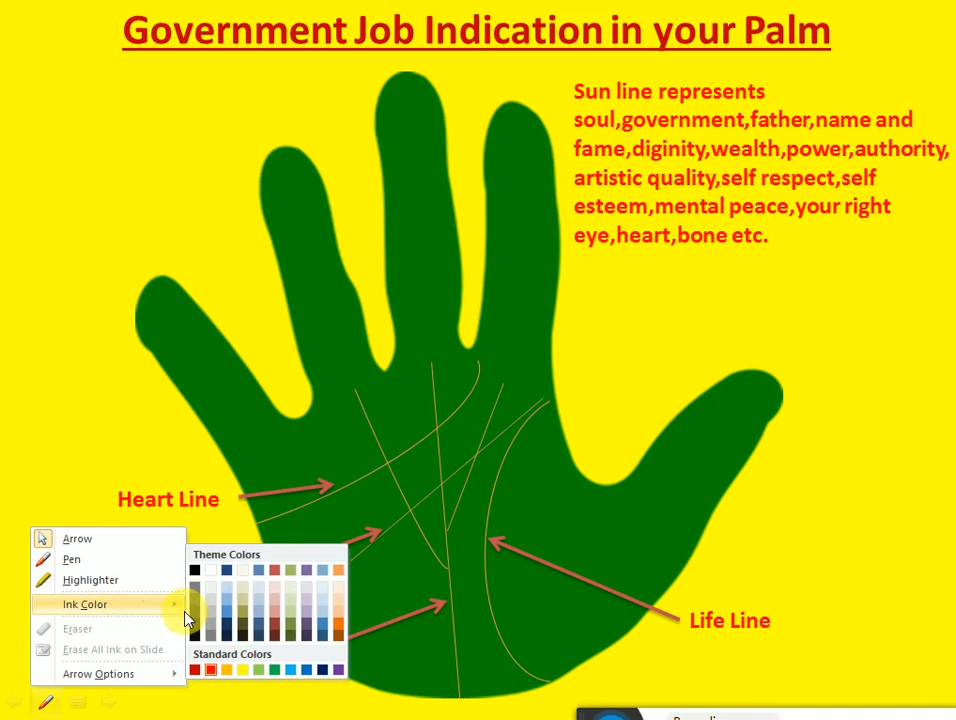 Government Job Indication in your Palm
Sun line represents
soul,government,father,name and
fame,diginity,wealth,power,authority,
artistic quality,self respect,self
esteem,mental peace,your right
eye,heart,bone etc.
Heart Line
Arrow
Pen
Highlighter
Ink Color
Eraser
Erase All Ink on Slide
Arrow Options
Theme Colors
Standard Colors
Life Line